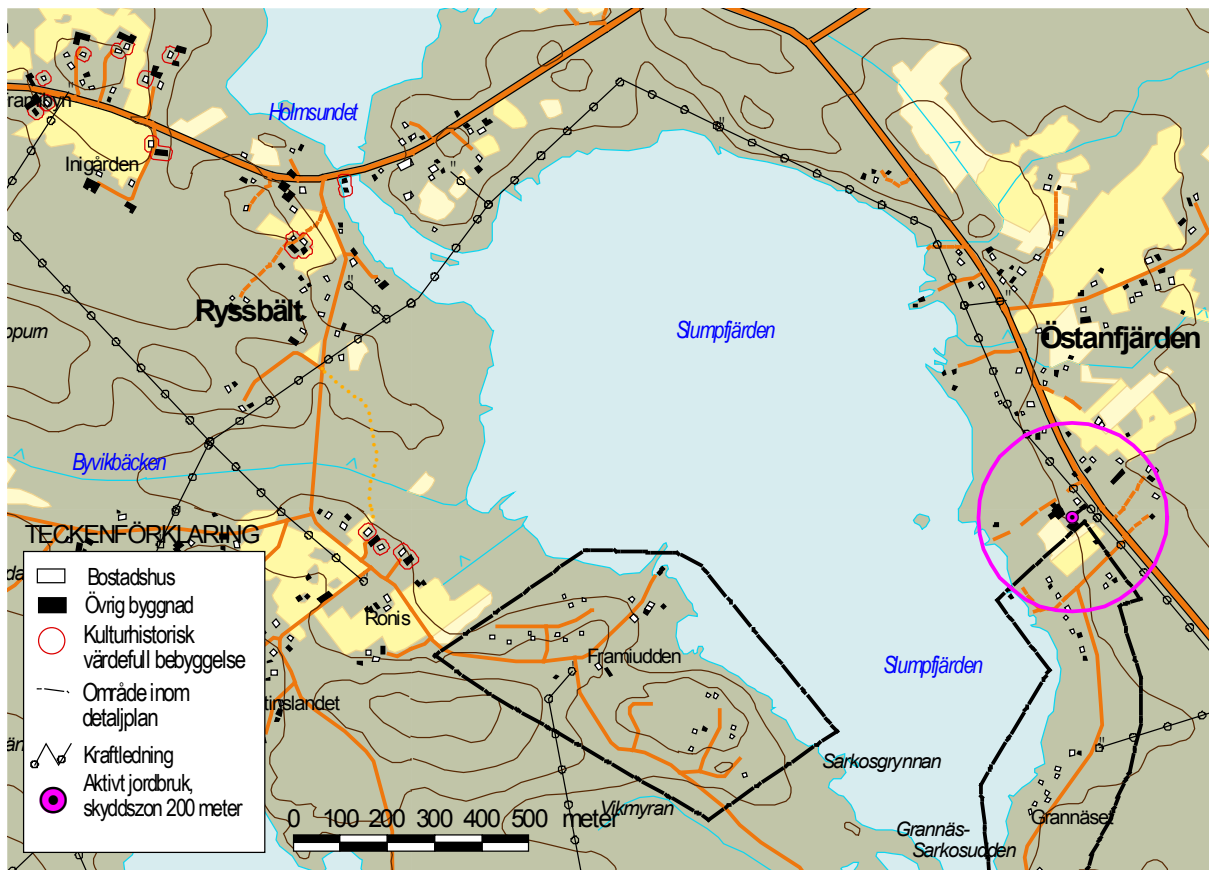 Holmsundet
Inigården
Ryssbält
Slumpfjärden
Östanfjärden
Byvikbäcken
TECKENFÖRKLARING
Bostadshus
Övrig byggnad
Kulturhistorisk
värdefull bebyggelse
Område inom
detaljplan
Kraftledning
Aktivt jordbruk,
skyddszon 200 meter
Ronis
Framiudden
Slumpfjärden
tinslandet
Sarkosgrynnan
Vikmyran
0 100 200 300 400 500 meter
Grannäset
Grannäs-
Sarkosudden